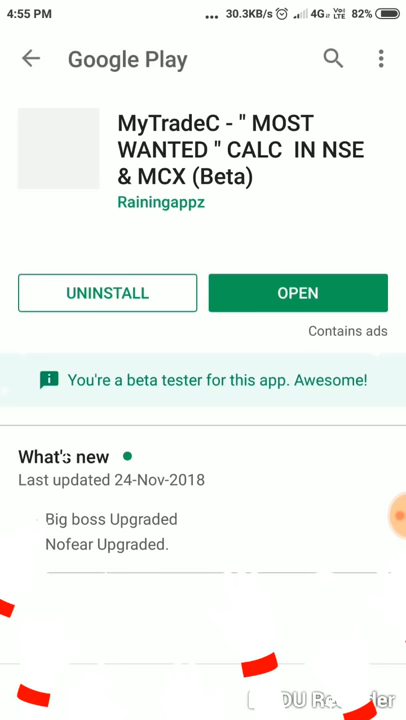 4:55 PM ... 30.3KB/s 4G VoLTE 82%
Google Play
MyTradeC - " MOST
WANTED " CALC IN NSE
& MCX (Beta)
Rainingappz
UNINSTALL
OPEN
Contains ads
You're a beta tester for this app. Awesome!
What's new
Last updated 24-Nov-2018
Big boss Upgraded
Nofear Upgraded.
DU